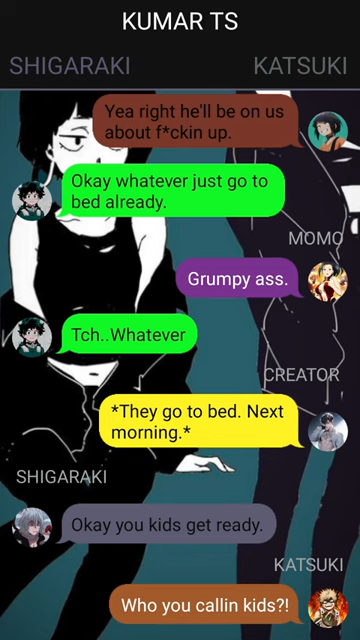 KUMAR TS
SHIGARAKI
KATSUKI
Yea right he'll be on us
about f*ckin up.
Okay whatever just go to
bed already.
MOMO
Grumpy ass.
Tch..Whatever
CREATOR
*They go to bed. Next
morning.*
SHIGARAKI
Okay you kids get ready.
KATSUKI
Who you callin kids?!